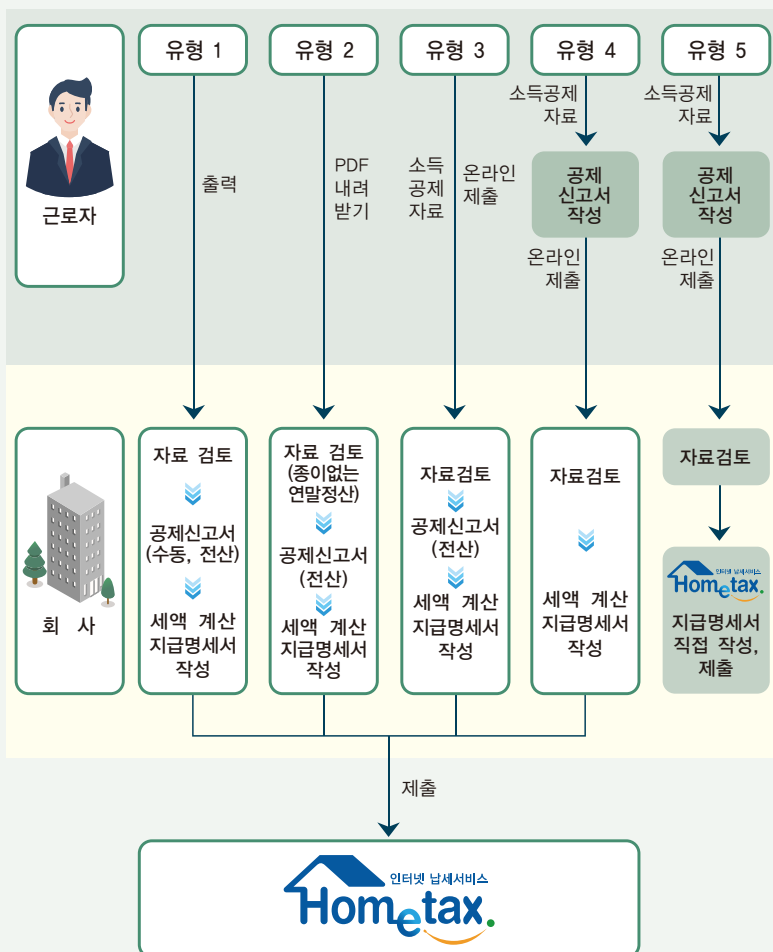 유형 1
유형 2
유형 3
유형 4
유형 5
근로자
출력
PDF
내려
받기
소득
공제
자료
온라인
제출
소득공제
자료
공제
신고서
작성
온라인
제출
소득공제
자료
공제
신고서
작성
온라인
제출
회 사
자료 검토
공제신고서
(수동, 전산)
세액 계산
지급명세서
작성
자료 검토
(종이없는
연말정산)
공제신고서
(전산)
세액 계산
지급명세서
작성
자료검토
공제신고서
(전산)
세액 계산
지급명세서
작성
자료검토
세액 계산
지급명세서
작성
자료검토
인터넷 납세서비스
Hometax.
지급명세서
직접 작성,
제출
제출
인터넷 납세서비스
Hometax.